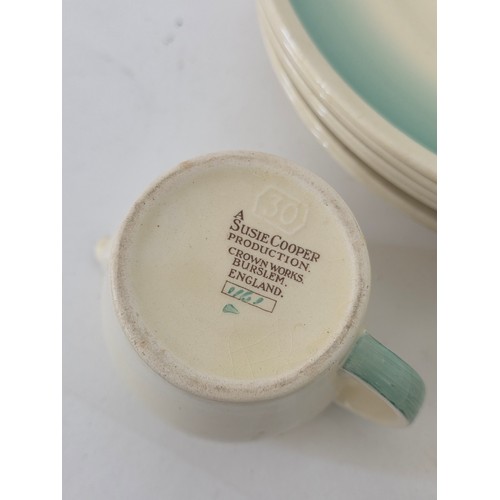 30
A
SUSIE COOPER
PRODUCTION.
CROWN WORKS,
BURSLEM,
ENGLAND.